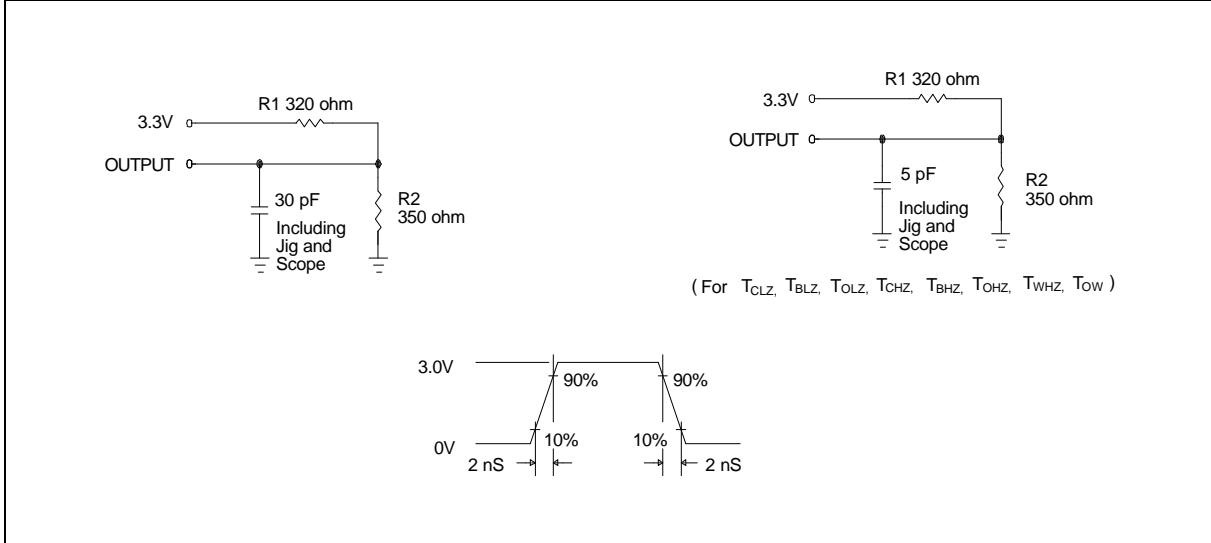 R1 320 ohm
3.3V
OUTPUT
30 pF
Including
Jig and
Scope
R2
350 ohm
R1 320 ohm
3.3V
OUTPUT
5 pF
Including
Jig and
Scope
R2
350 ohm
( For TCLZ, TBLZ, TOLZ, TCHZ, TBHZ, TOHZ, TWHZ, TOW )
3.0V
90%
90%
0V
10%
10%
2 nS
2 nS